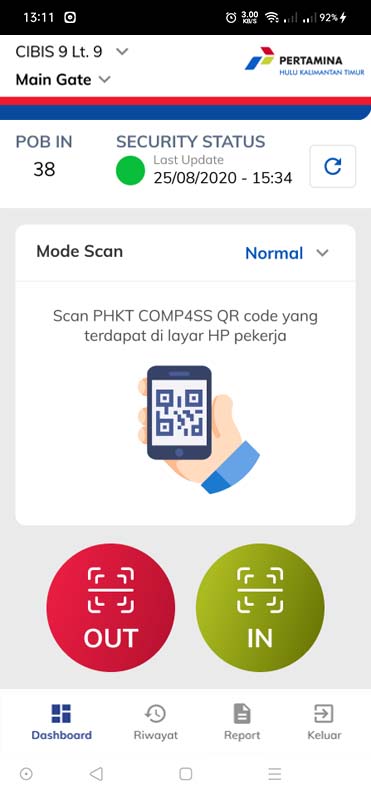 13:11
3.00
KB/S
92%
CIBIS 9 Lt. 9
Main Gate
PERTAMINA
HULU KALIMANTAN TIMUR
POB IN
38
SECURITY STATUS
Last Update
25/08/2020 - 15:34
Mode Scan
Normal
Scan PHKT COMP4SS QR code yang
terdapat di layar HP pekerja
OUT
IN
Dashboard
Riwayat
Report
Keluar